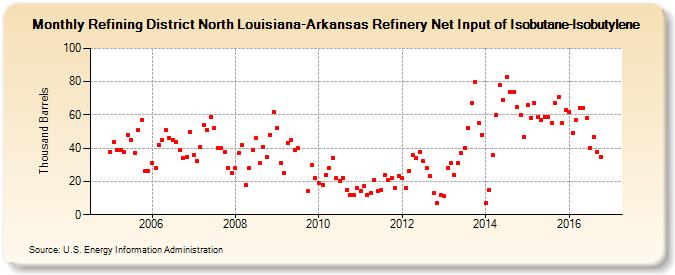 Monthly Refining District North Louisiana-Arkansas Refinery Net Input of Isobutane-Isobutylene
Thousand Barrels
100
80
60
40
20
0
2006 2008 2010 2012 2014 2016
Source: U.S. Energy Information Administration